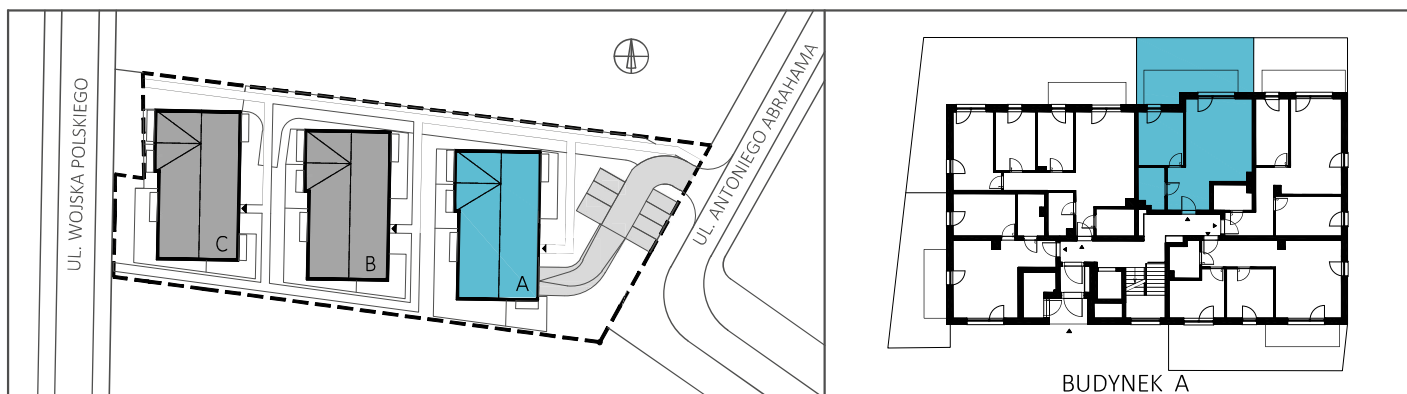 UL. WOJSKA POLSKIEGO
C
B
A
UL. ANTONIEGO ABRAHAMA
BUDYNEK A